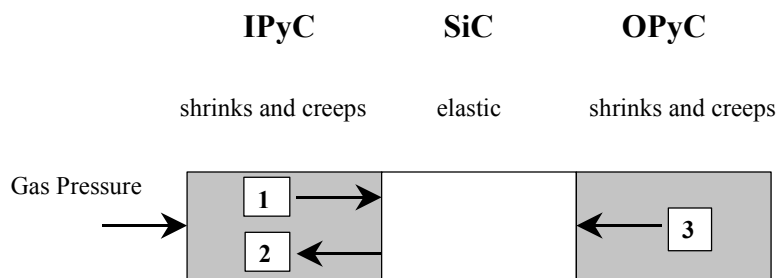 IPyC SiC OPyC
shrinks and creeps elastic shrinks and creeps
Gas Pressure
1
2
3